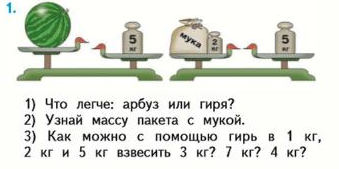 1.
5 кг
мука
2 кг
5 кг
1) Что легче: арбуз или гиря?
2) Узнай массу пакета с мукой.
3) Как можно с помощью гирь в 1 кг,
2 кг и 5 кг взвесить 3 кг? 7 кг? 4 кг?